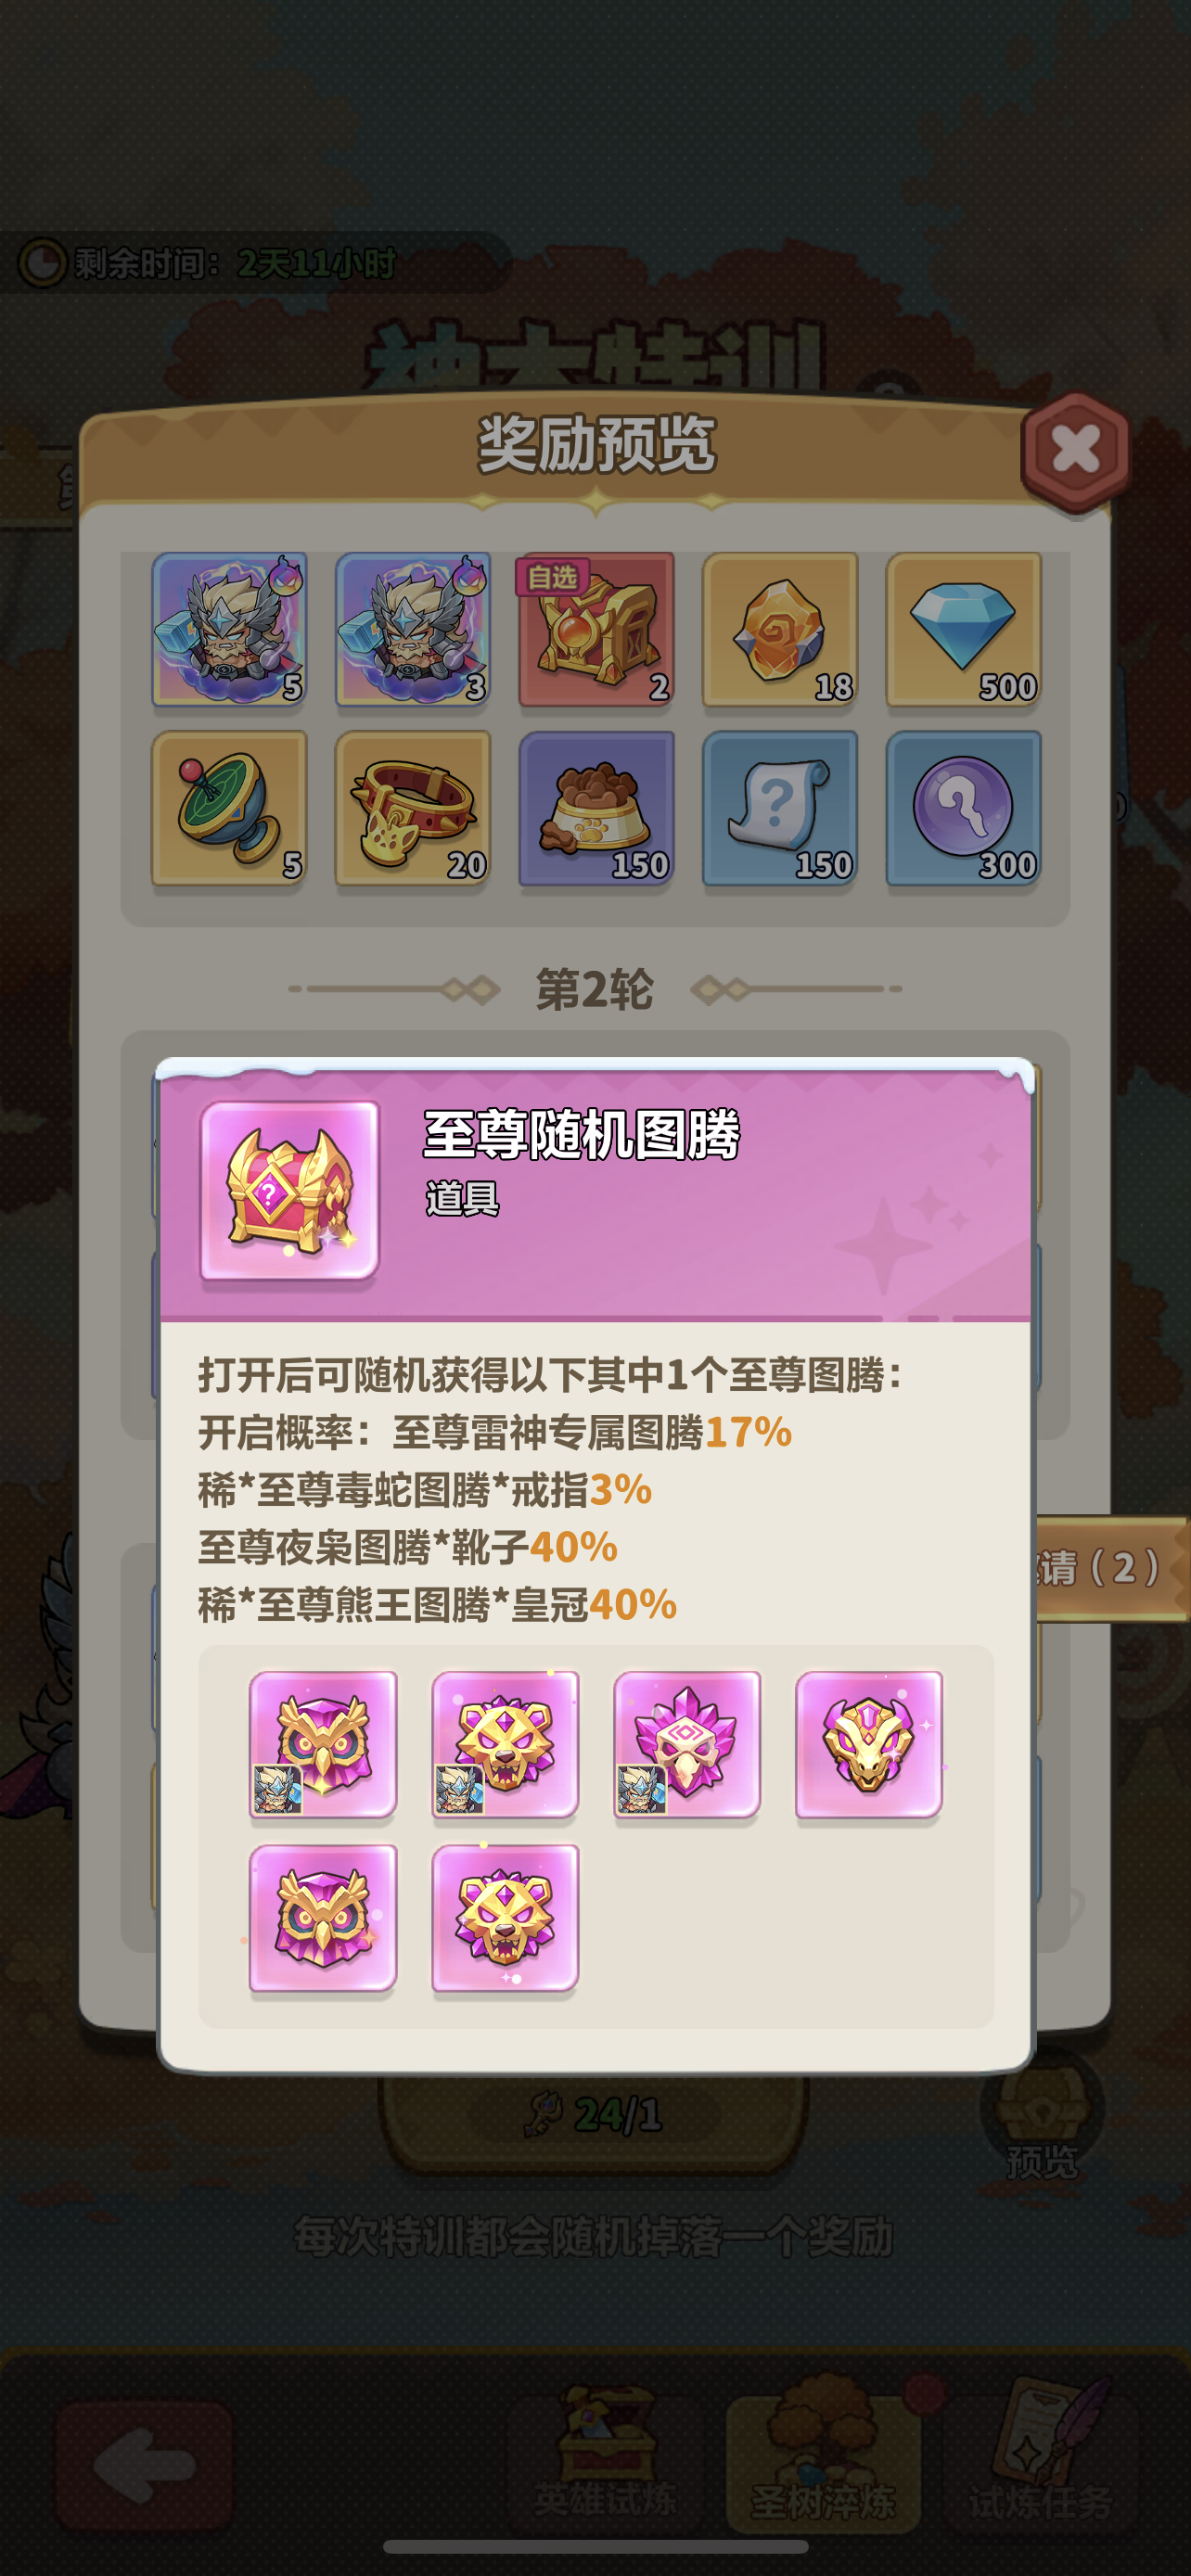 剩余时间：2天11小时
神木特训
奖励预览
自选
5
3
2
18
500
5
20
150
150
300
第2轮
至尊随机图腾
道具
打开后可随机获得以下其中1个至尊图腾：
开启概率：至尊雷神专属图腾17%
稀*至尊毒蛇图腾*戒指3%
至尊夜枭图腾*靴子40%
稀*至尊熊王图腾*皇冠40%
请（2）
24/1
预览
每次特训都会随机掉落一个奖励
英雄试炼
圣树淬炼
试炼任务